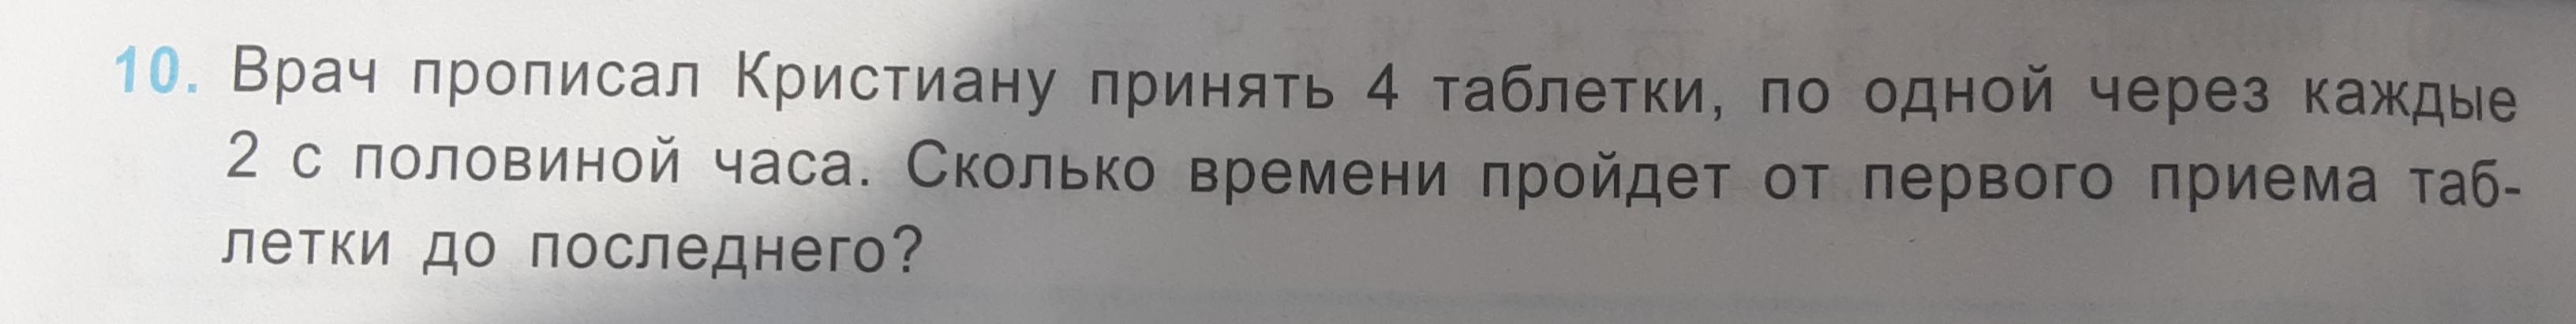 10. Врач прописал Кристиану принять 4 таблетки, по одной через каждые
2 с половиной часа. Сколько времени пройдет от первого приема таб-
летки до последнего?